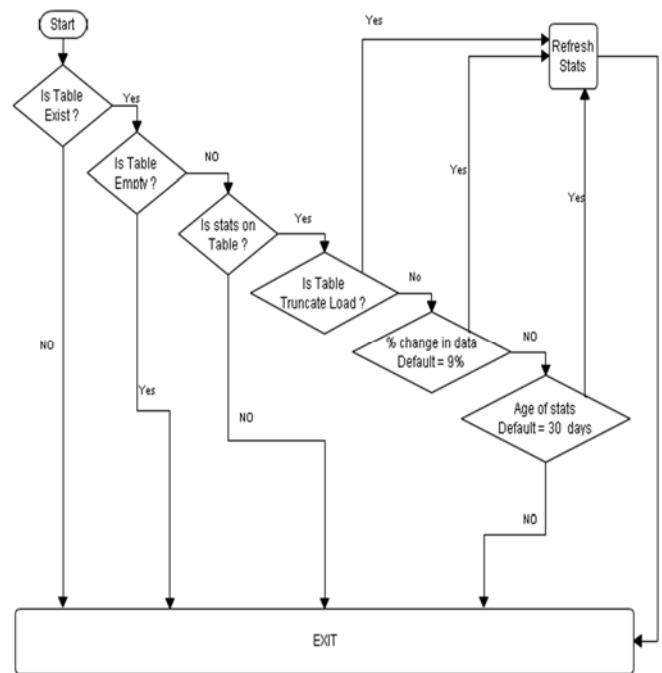 Start
Yes
Refresh
Stats
Is Table
Exist ?
Yes
Is Table
Empty ?
NO
Is stats on
Table ?
Yes
Yes
Yes
Is Table
Truncate Load ?
No
% change in data
Default = 9%
NO
NO
Yes
Age of stats
Default = 30 days
NO
NO
EXIT